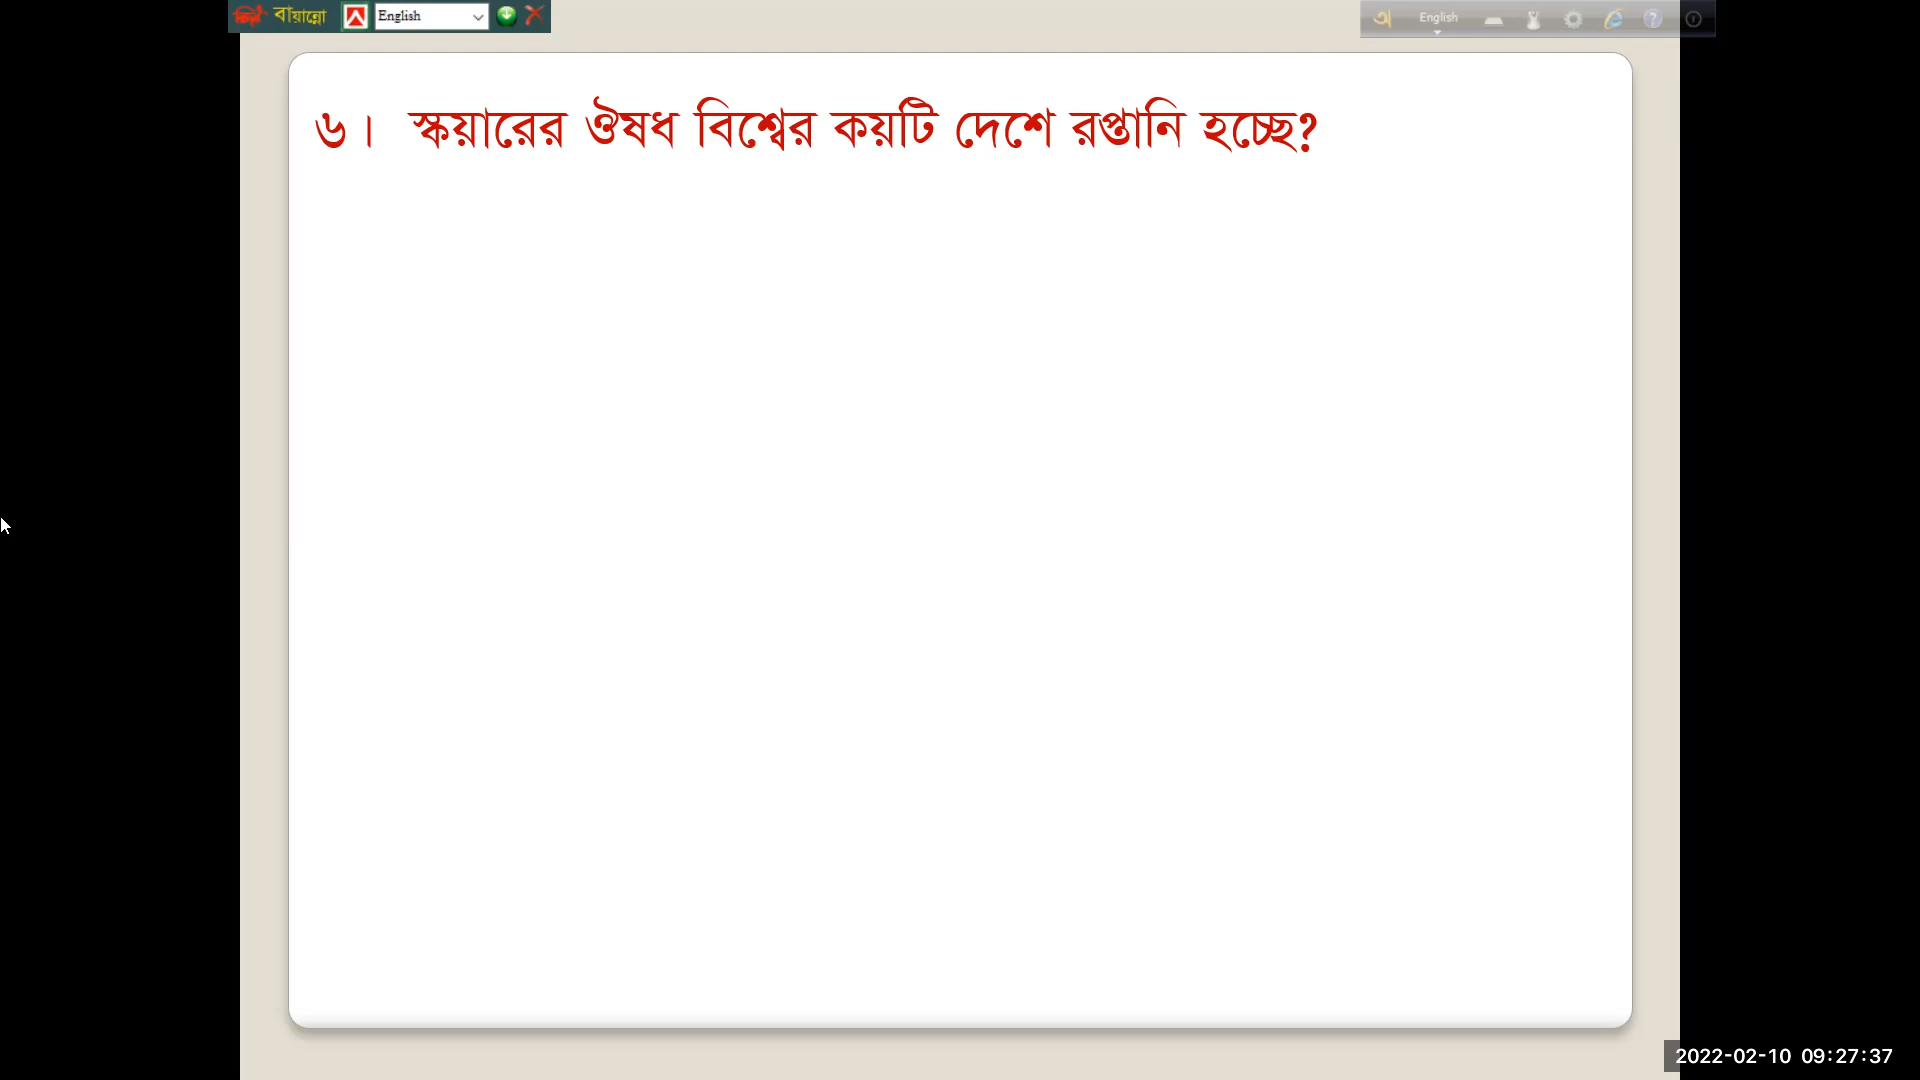 বায়ান্নো English
English
৬। স্কয়ারের ঔষধ বিশ্বের কয়টি দেশে রপ্তানি হচ্ছে?
2022-02-10 09:27:37